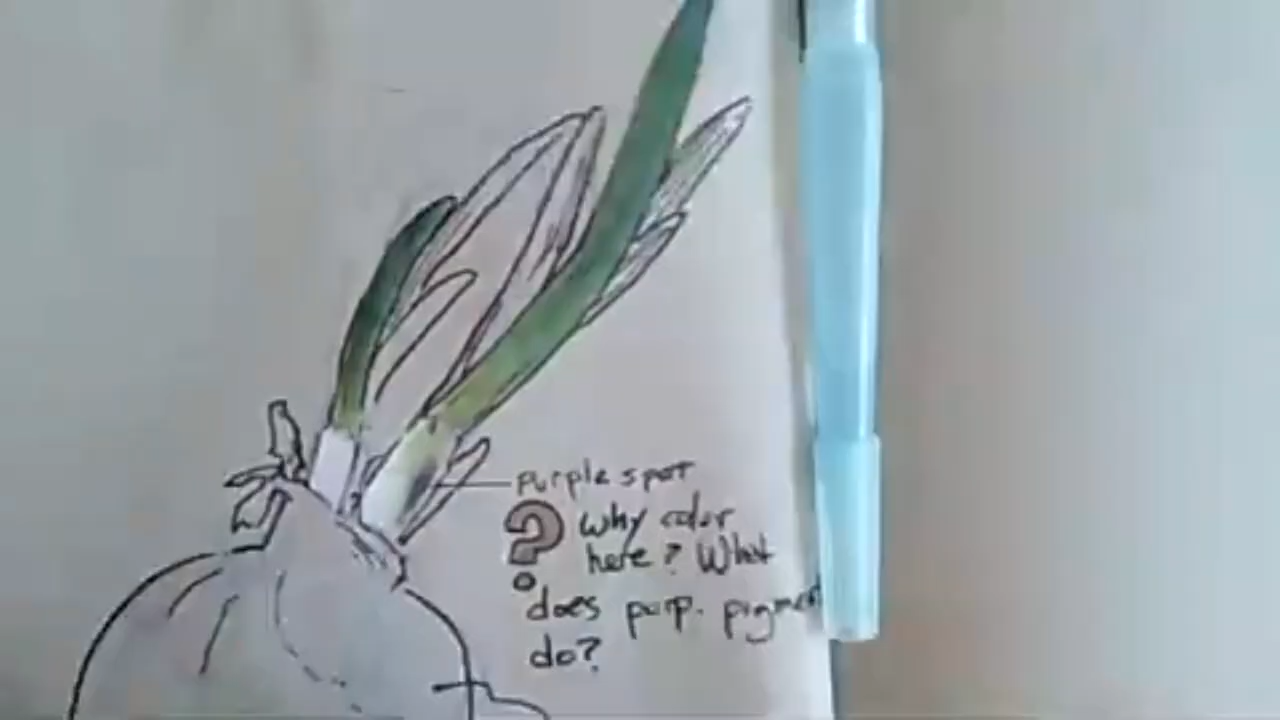 purple spot
? why color
here? What
does purp. pigment
do?